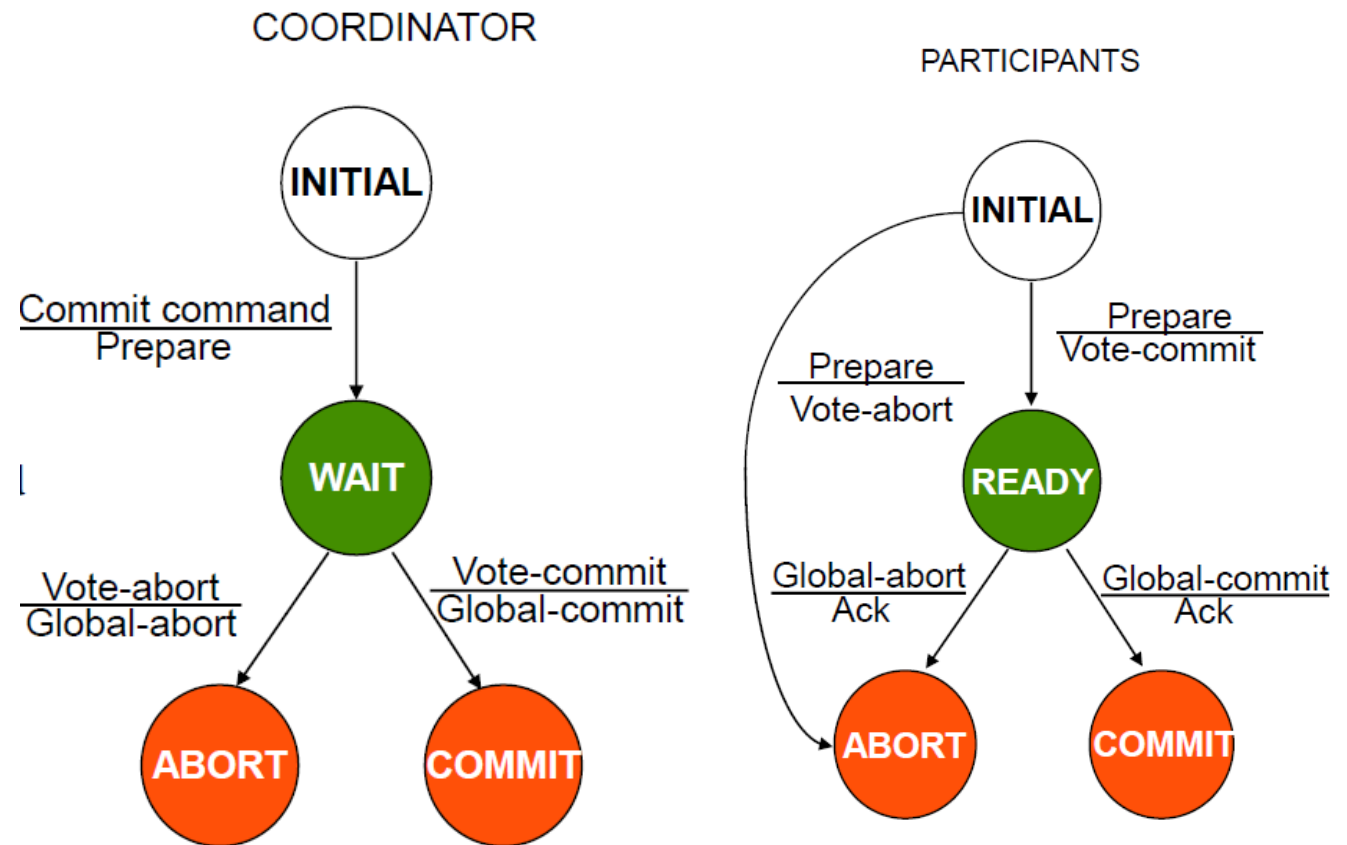 COORDINATOR
INITIAL
Commit command
Prepare
WAIT
Vote-abort
Global-abort
Vote-commit
Global-commit
ABORT
COMMIT
PARTICIPANTS
INITIAL
Prepare
Vote-commit
Prepare
Vote-abort
READY
Global-abort
Ack
Global-commit
Ack
ABORT
COMMIT